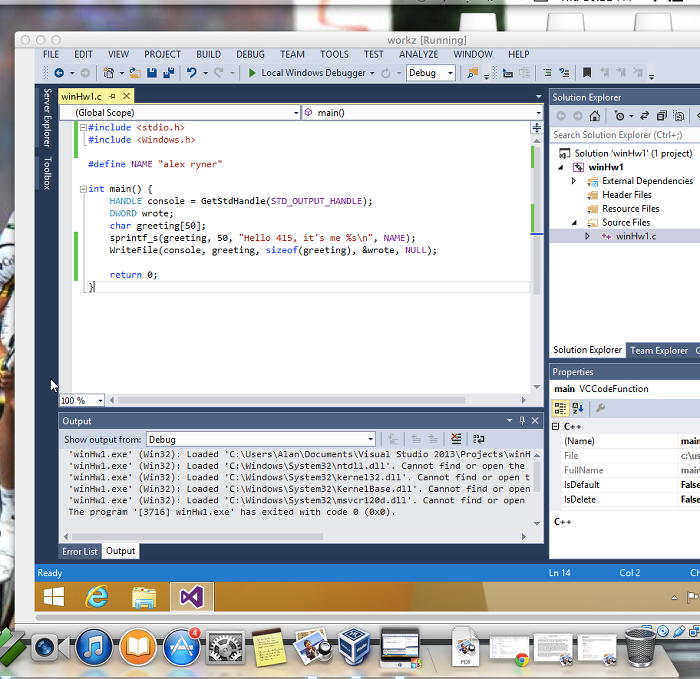 workz [Running]
FILE EDIT VIEW PROJECT BUILD DEBUG TEAM TOOLS TEST ANALYZE WINDOW HELP
Local Windows Debugger Debug
Server Explorer
Toolbox
winHw1.c
(Global Scope) main()
#include <stdio.h>
#include <Windows.h>
#define NAME "alex ryner"
int main() {
HANDLE console = GetStdHandle(STD_OUTPUT_HANDLE);
DWORD wrote;
char greeting[50];
sprintf_s(greeting, 50, "Hello 415, it's me %s\n", NAME);
WriteFile(console, greeting, sizeof(greeting), &wrote, NULL);
return 0;
}
100 %
Output
Show output from: Debug
'winHw1.exe' (Win32): Loaded 'C:\Users\Alan\Documents\Visual Studio 2013\Projects\winH
'winHw1.exe' (Win32): Loaded 'C:\Windows\System32\ntdll.dll'. Cannot find or open the
'winHw1.exe' (Win32): Loaded 'C:\Windows\System32\kernel32.dll'. Cannot find or open t
'winHw1.exe' (Win32): Loaded 'C:\Windows\System32\KernelBase.dll'. Cannot find or open
'winHw1.exe' (Win32): Loaded 'C:\Windows\System32\msvcr120d.dll'. Cannot find or open
The program '[3716] winHw1.exe' has exited with code 0 (0x0).
Error List Output
Solution Explorer
Search Solution Explorer (Ctrl+;)
Solution 'winHw1' (1 project)
winHw1
External Dependencies
Header Files
Resource Files
Source Files
winHw1.c
Solution Explorer Team Explorer C
Properties
main VCCodeFunction
C++
(Name) main
File c:\us
FullName main
IsDefault False
IsDelete False
C++
Ready Ln 14 Col 2 Ch
4
PDF